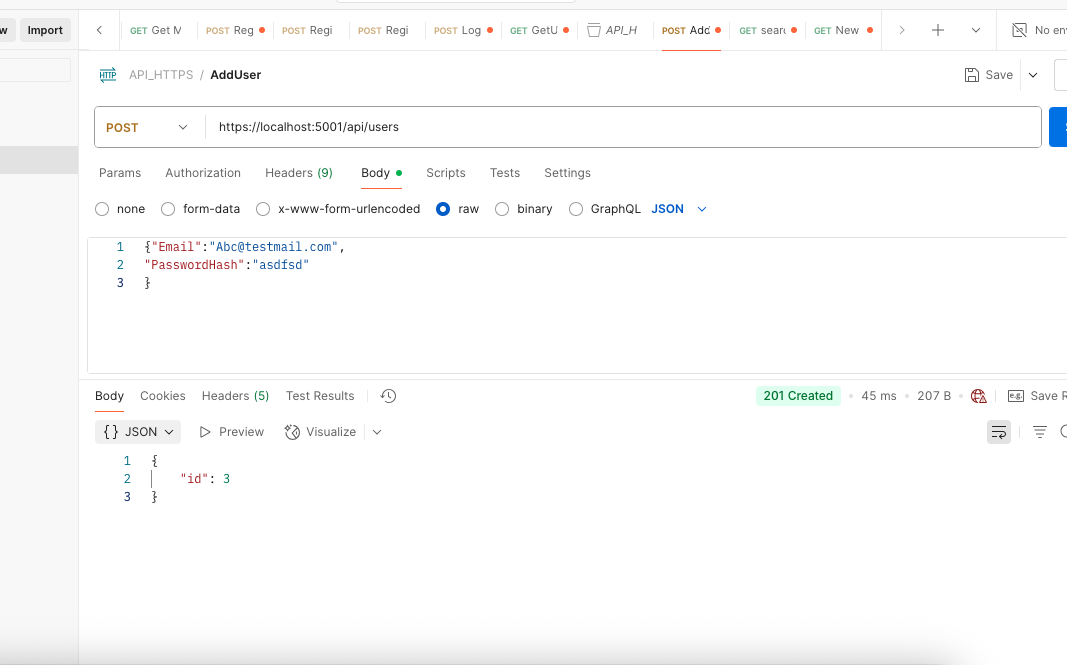 w Import
GET Get M POST Reg POST Regi POST Regi POST Log GET GetU API_H POST Add GET sear GET New No env
HTTP API_HTTPS / AddUser Save
POST https://localhost:5001/api/users
Params Authorization Headers (9) Body Scripts Tests Settings
none form-data x-www-form-urlencoded raw binary GraphQL JSON
1 {"Email":"Abc@testmail.com",
2 "PasswordHash":"asdfsd"
3 }
Body Cookies Headers (5) Test Results 201 Created 45 ms 207 B e.g. Save R
{} JSON Preview Visualize
1 {
2 "id": 3
3 }